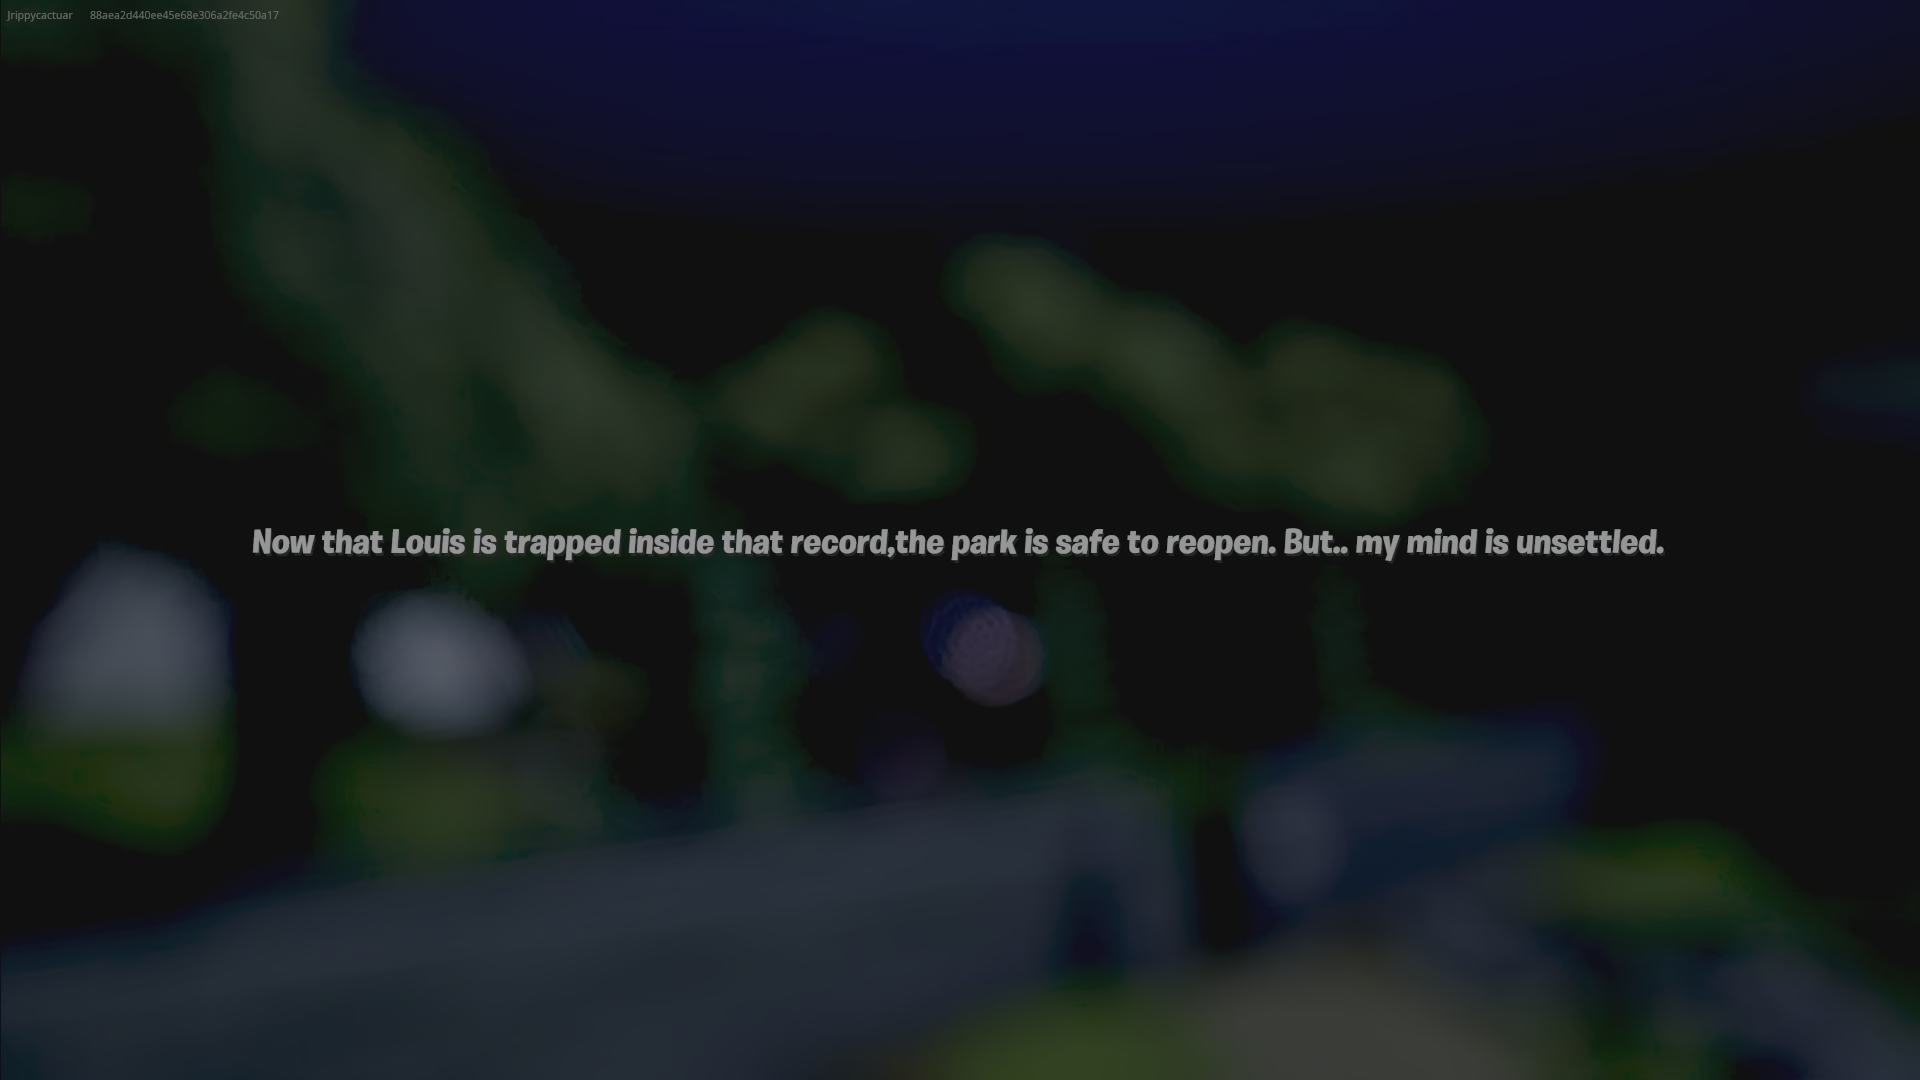 Jrippycactuar 88aea2d440ee45e68e306a2fe4c50a17
Now that Louis is trapped inside that record,the park is safe to reopen. But.. my mind is unsettled.